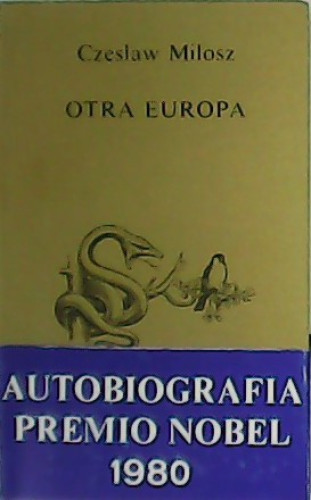 Czeslaw Milosz
OTRA EUROPA
AUTOBIOGRAFIA
PREMIO NOBEL
1980